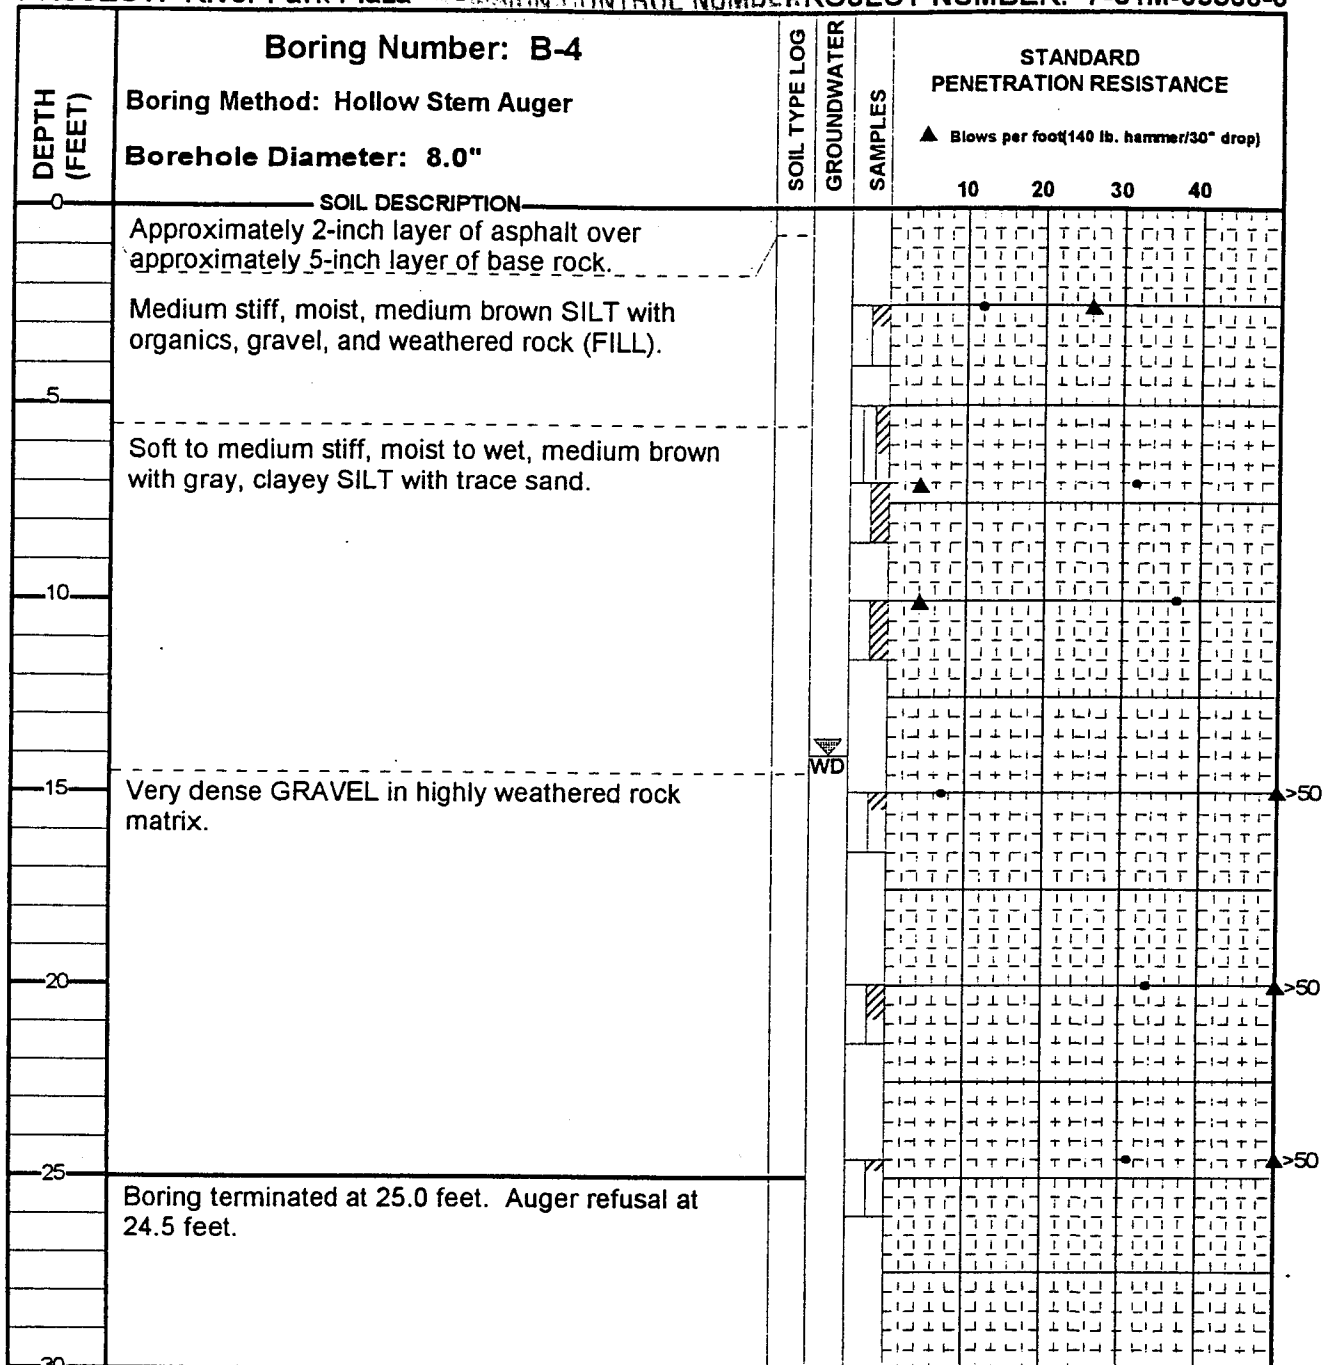 Boring Number: B-4
Boring Method: Hollow Stem Auger
Borehole Diameter: 8.0"
DEPTH
(FEET)
SOIL TYPE LOG
GROUNDWATER
SAMPLES
STANDARD
PENETRATION RESISTANCE
▲ Blows per foot(140 lb. hammer/30" drop)
10 20 30 40
0
SOIL DESCRIPTION
Approximately 2-inch layer of asphalt over
approximately 5-inch layer of base rock.
Medium stiff, moist, medium brown SILT with
organics, gravel, and weathered rock (FILL).
5
Soft to medium stiff, moist to wet, medium brown
with gray, clayey SILT with trace sand.
10
WD
15
Very dense GRAVEL in highly weathered rock
matrix.
>50
20
>50
25
>50
Boring terminated at 25.0 feet. Auger refusal at
24.5 feet.
30